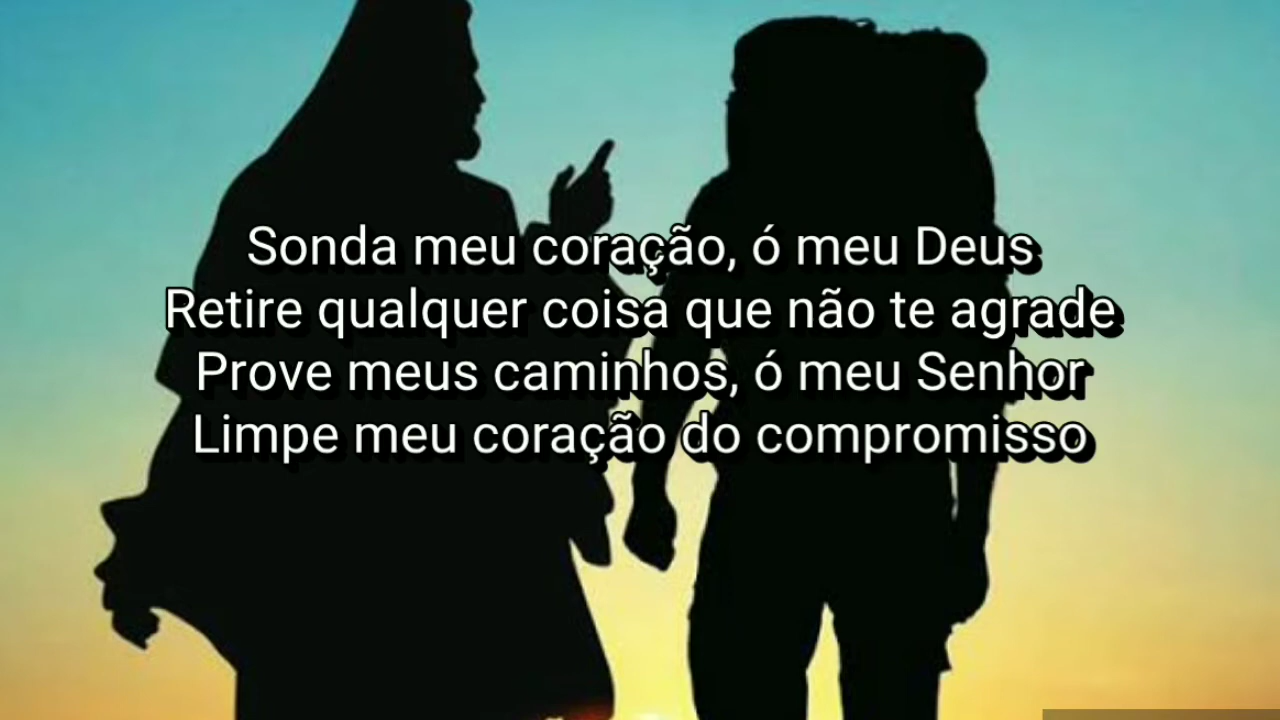 Sonda meu coração, ó meu Deus
Retire qualquer coisa que não te agrade
Prove meus caminhos, ó meu Senhor
Limpe meu coração do compromisso